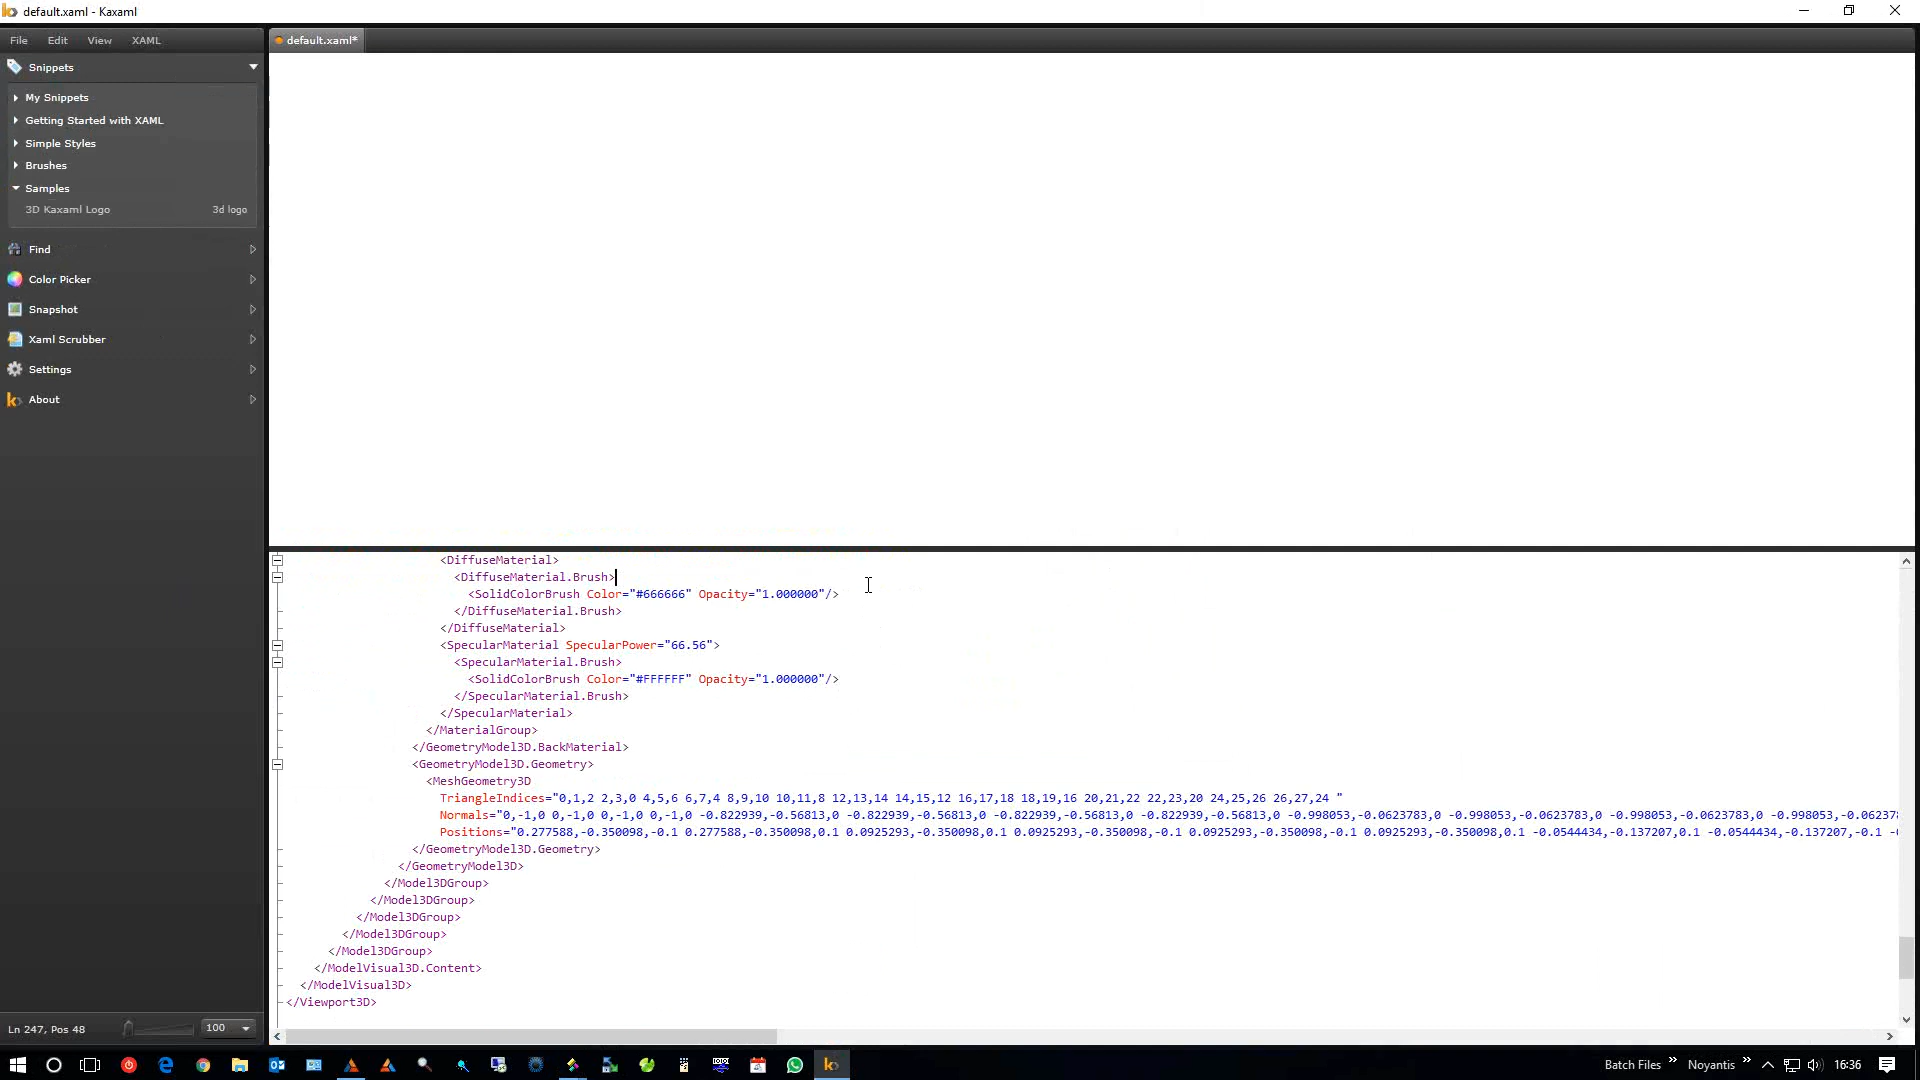 default.xaml - Kaxaml
File Edit View XAML
default.xaml*
Snippets
My Snippets
Getting Started with XAML
Simple Styles
Brushes
Samples
3D Kaxaml Logo 3d logo
Find
Color Picker
Snapshot
Xaml Scrubber
Settings
About
<DiffuseMaterial>
<DiffuseMaterial.Brush>
<SolidColorBrush Color="#666666" Opacity="1.000000"/>
</DiffuseMaterial.Brush>
</DiffuseMaterial>
<SpecularMaterial SpecularPower="66.56">
<SpecularMaterial.Brush>
<SolidColorBrush Color="#FFFFFF" Opacity="1.000000"/>
</SpecularMaterial.Brush>
</SpecularMaterial>
</MaterialGroup>
</GeometryModel3D.BackMaterial>
<GeometryModel3D.Geometry>
<MeshGeometry3D
TriangleIndices="0,1,2 2,3,0 4,5,6 6,7,4 8,9,10 10,11,8 12,13,14 14,15,12 16,17,18 18,19,16 20,21,22 22,23,20 24,25,26 26,27,24 "
Normals="0,-1,0 0,-1,0 0,-1,0 0,-1,0 -0.822939,-0.56813,0 -0.822939,-0.56813,0 -0.822939,-0.56813,0 -0.822939,-0.56813,0 -0.998053,-0.0623783,0 -0.998053,-0.0623783,0 -0.998053,-0.0623783,0 -0.998053,-0.06237
Positions="0.277588,-0.350098,-0.1 0.277588,-0.350098,0.1 0.0925293,-0.350098,0.1 0.0925293,-0.350098,-0.1 0.0925293,-0.350098,-0.1 0.0925293,-0.350098,0.1 -0.0544434,-0.137207,0.1 -0.0544434,-0.137207,-0.1 -
</GeometryModel3D.Geometry>
</GeometryModel3D>
</Model3DGroup>
</Model3DGroup>
</Model3DGroup>
</Model3DGroup>
</Model3DGroup>
</ModelVisual3D.Content>
</ModelVisual3D>
</Viewport3D>
Ln 247, Pos 48 100
Batch Files Noyantis 16:36